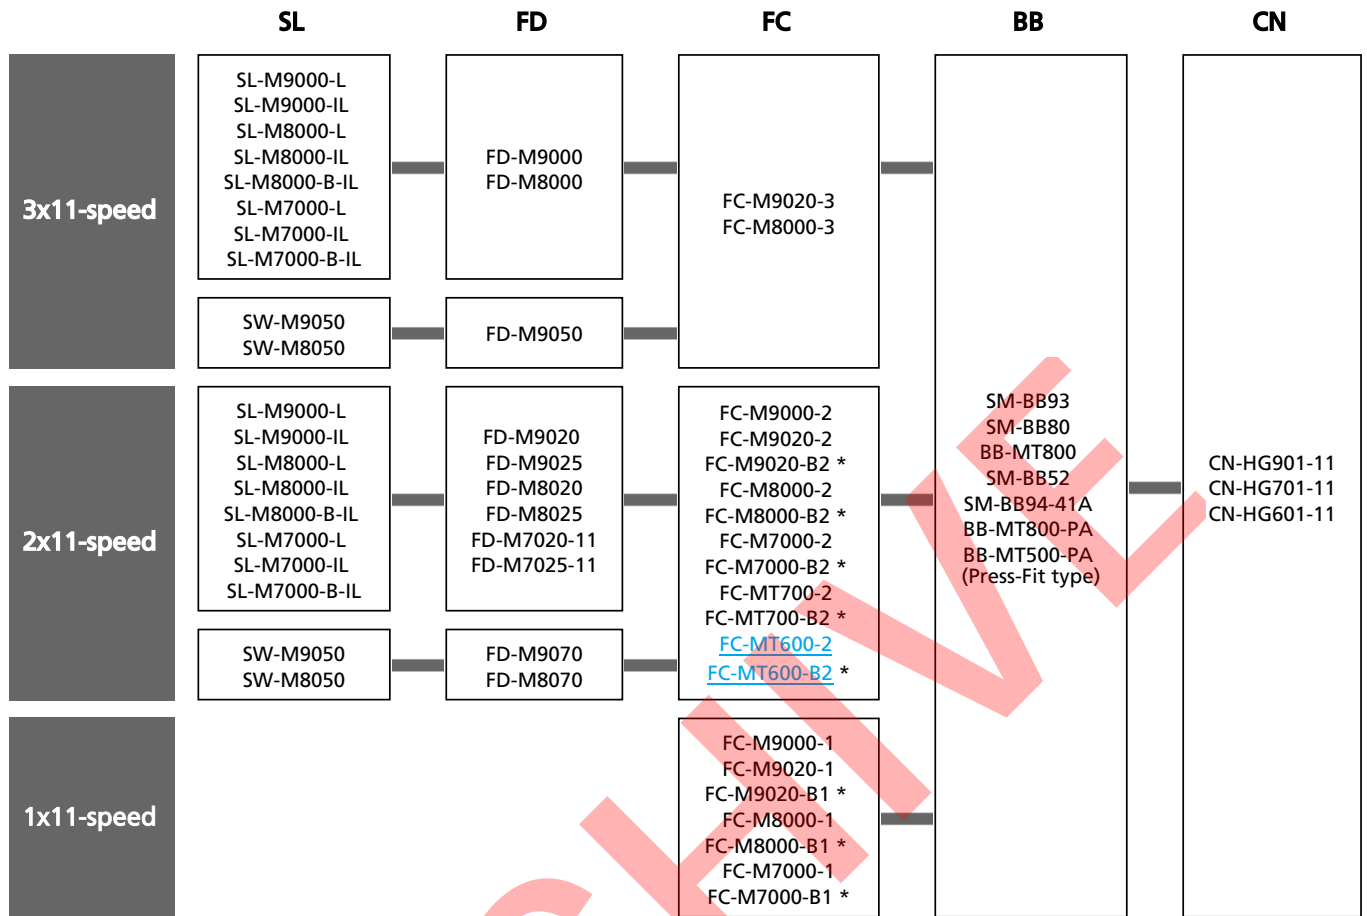 SL FD FC BB CN
3x11-speed
SL-M9000-L
SL-M9000-IL
SL-M8000-L
SL-M8000-IL
SL-M8000-B-IL
SL-M7000-L
SL-M7000-IL
SL-M7000-B-IL
FD-M9000
FD-M8000
FC-M9020-3
FC-M8000-3
SW-M9050
SW-M8050
FD-M9050
2x11-speed
SL-M9000-L
SL-M9000-IL
SL-M8000-L
SL-M8000-IL
SL-M8000-B-IL
SL-M7000-L
SL-M7000-IL
SL-M7000-B-IL
FD-M9020
FD-M9025
FD-M8020
FD-M8025
FD-M7020-11
FD-M7025-11
FC-M9000-2
FC-M9020-2
FC-M9020-B2 *
FC-M8000-2
FC-M8000-B2 *
FC-M7000-2
FC-M7000-B2 *
FC-MT700-2
FC-MT700-B2 *
FC-MT600-2
FC-MT600-B2 *
SW-M9050
SW-M8050
FD-M9070
FD-M8070
1x11-speed
FC-M9000-1
FC-M9020-1
FC-M9020-B1 *
FC-M8000-1
FC-M8000-B1 *
FC-M7000-1
FC-M7000-B1 *
SM-BB93
SM-BB80
BB-MT800
SM-BB52
SM-BB94-41A
BB-MT800-PA
BB-MT500-PA
(Press-Fit type)
CN-HG901-11
CN-HG701-11
CN-HG601-11
CHIVE